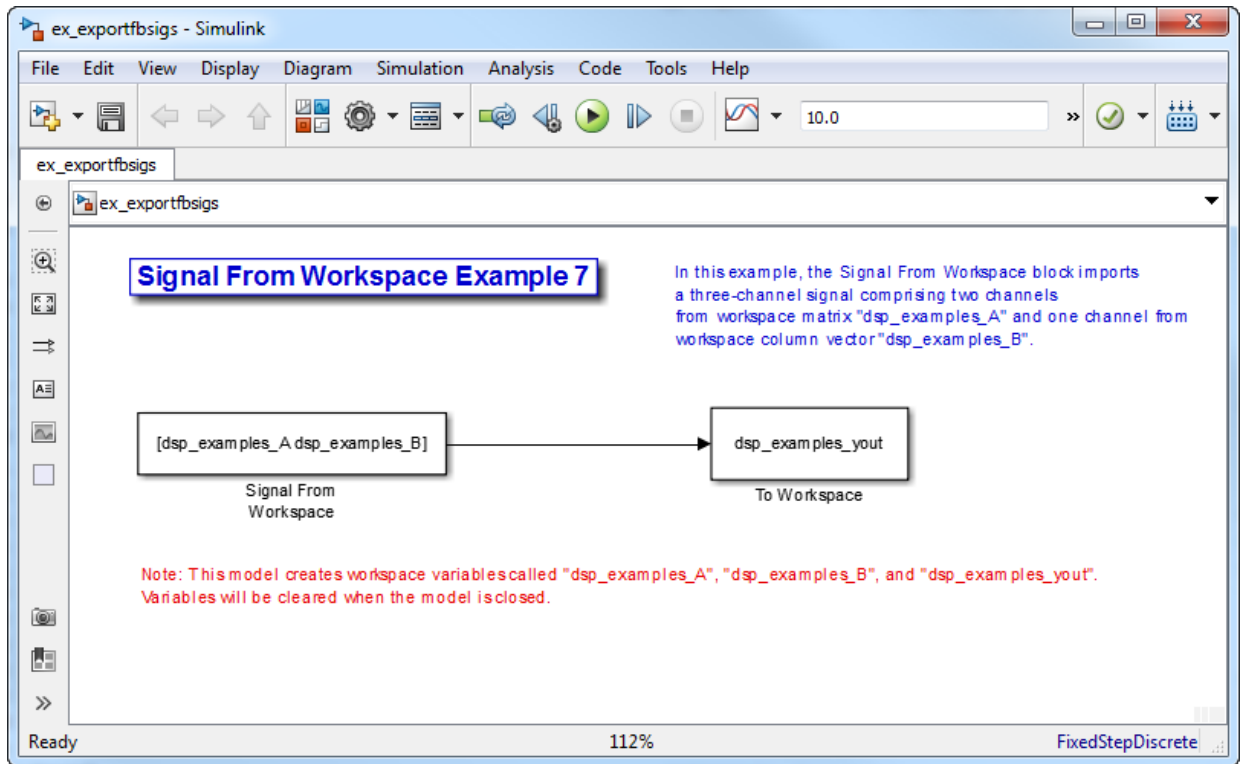 ex_exportfbsigs - Simulink
File Edit View Display Diagram Simulation Analysis Code Tools Help
10.0
ex_exportfbsigs
ex_exportfbsigs
Signal From Workspace Example 7
In this example, the Signal From Workspace block imports
a three-channel signal comprising two channels
from workspace matrix "dsp_examples_A" and one channel from
workspace column vector "dsp_examples_B".
[dsp_examples_A dsp_examples_B]
Signal From
Workspace
dsp_examples_yout
To Workspace
Note: This model creates workspace variables called "dsp_examples_A", "dsp_examples_B", and "dsp_examples_yout".
Variables will be cleared when the model is closed.
Ready 112% FixedStepDiscrete